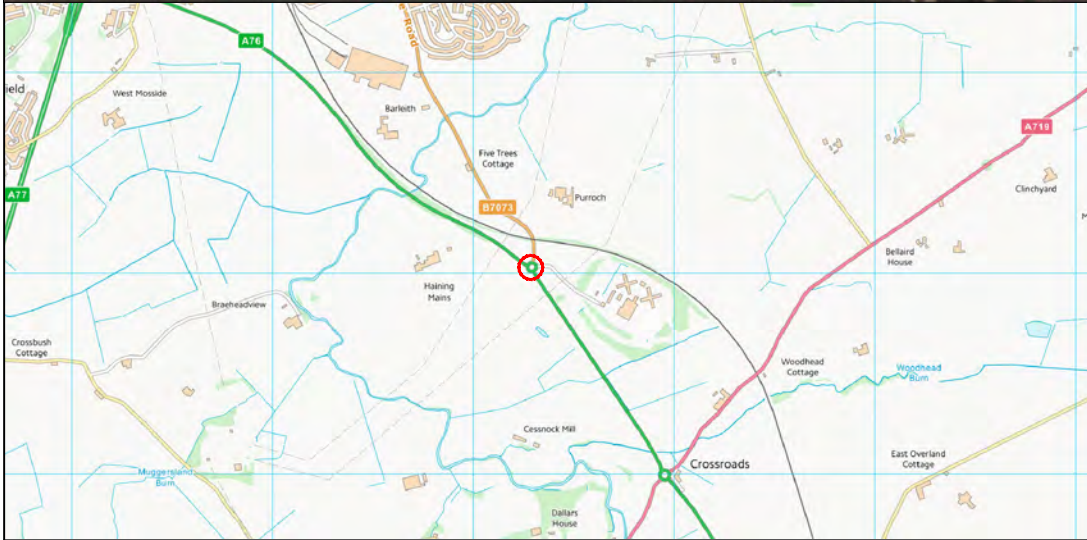 A76
e-Road
ield
West Mosside
Barleith
A719
Five Trees
Cottage
Clinchyard
A77
Purroch
B7073
M
Bellaird
House
Haining
Mains
Braeheadview
Crossbush
Cottage
Woodhead
Cottage
Woodhead
Burn
Cessnock Mill
Crossroads
East Overland
Cottage
Muggersland
Burn
Dallars
House